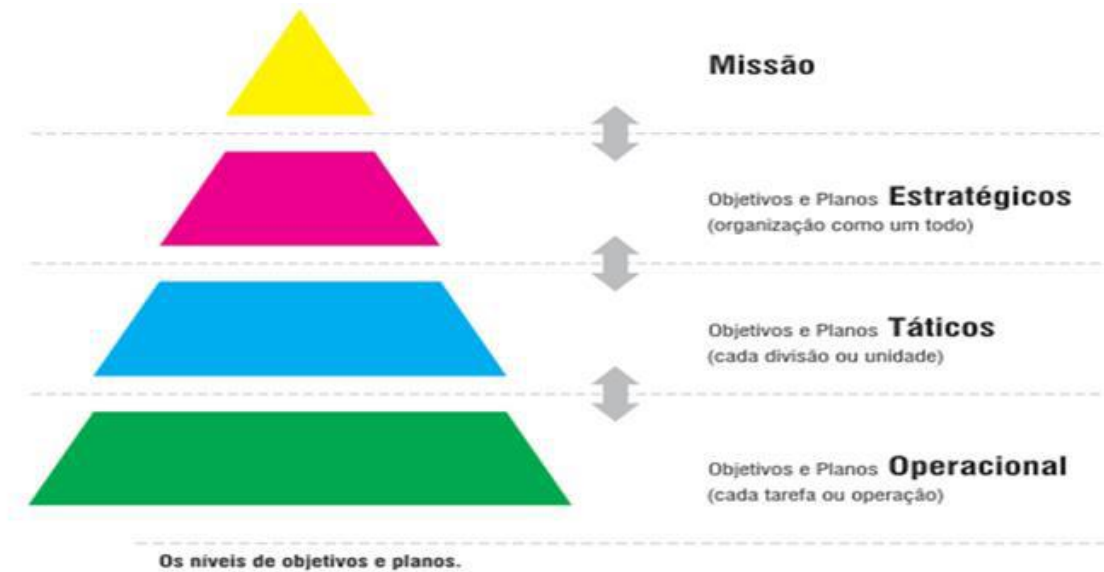 Missão
Objetivos e Planos Estratégicos
(organização como um todo)
Objetivos e Planos Táticos
(cada divisão ou unidade)
Objetivos e Planos Operacional
(cada tarefa ou operação)
Os níveis de objetivos e planos.